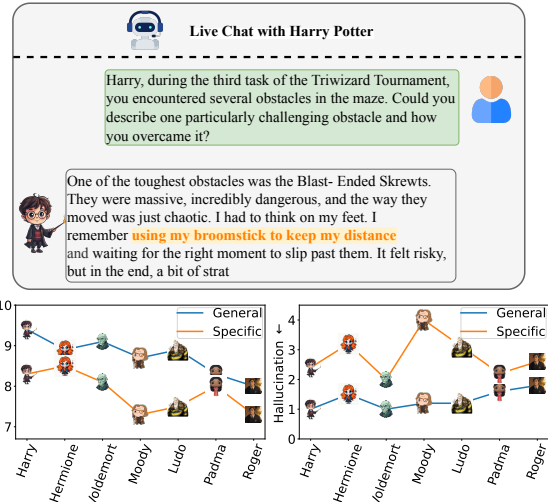 Live Chat with Harry Potter
Harry, during the third task of the Triwizard Tournament,
you encountered several obstacles in the maze. Could you
describe one particularly challenging obstacle and how
you overcame it?
One of the toughest obstacles was the Blast- Ended Skrewts.
They were massive, incredibly dangerous, and the way they
moved was just chaotic. I had to think on my feet. I
remember using my broomstick to keep my distance
and waiting for the right moment to slip past them. It felt risky,
but in the end, a bit of strat
10
9
8
7
General
Specific
Harry
Hermione
Voldemort
Moody
Ludo
Padma
Roger
Hallucination ←
4
3
2
1
0
General
Specific
Harry
Hermione
Voldemort
Moody
Ludo
Padma
Roger